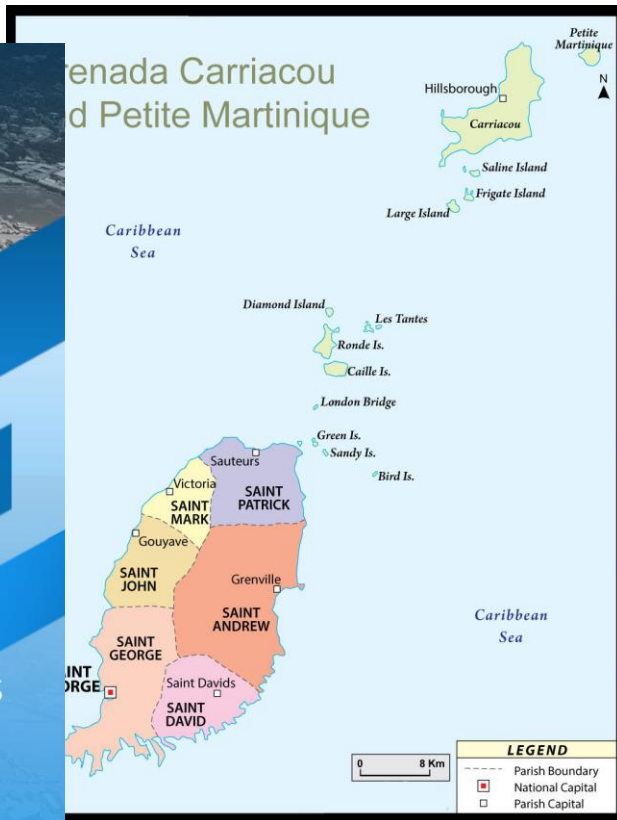 renada Carriacou
d Petite Martinique
Petite
Martinique
N
Hillsborough
Carriacou
Saline Island
Frigate Island
Large Island
Caribbean
Sea
Diamond Island
Les Tantes
Ronde Is.
Caille Is.
London Bridge
Green Is.
Sandy Is.
Bird Is.
Sauteurs
Victoria
SAINT
PATRICK
SAINT
MARK
Gouyave
SAINT
JOHN
Grenville
SAINT
ANDREW
Caribbean
Sea
SAINT
GEORGE
INT
ORGE
Saint Davids
SAINT
DAVID
0 8 Km
LEGEND
Parish Boundary
National Capital
Parish Capital